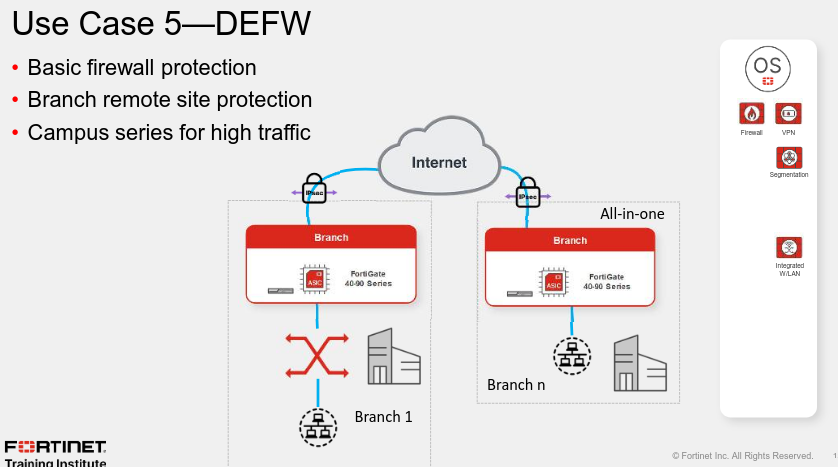 Use Case 5—DEFW
• Basic firewall protection
• Branch remote site protection
• Campus series for high traffic
Internet
IPsec
IPsec
All-in-one
Branch
ASIC
FortiGate
40-90 Series
Branch
ASIC
FortiGate
40-90 Series
Branch 1
Branch n
OS
Firewall
VPN
Segmentation
Integrated
W/LAN
FORTINET
Training Institute
© Fortinet Inc. All Rights Reserved.